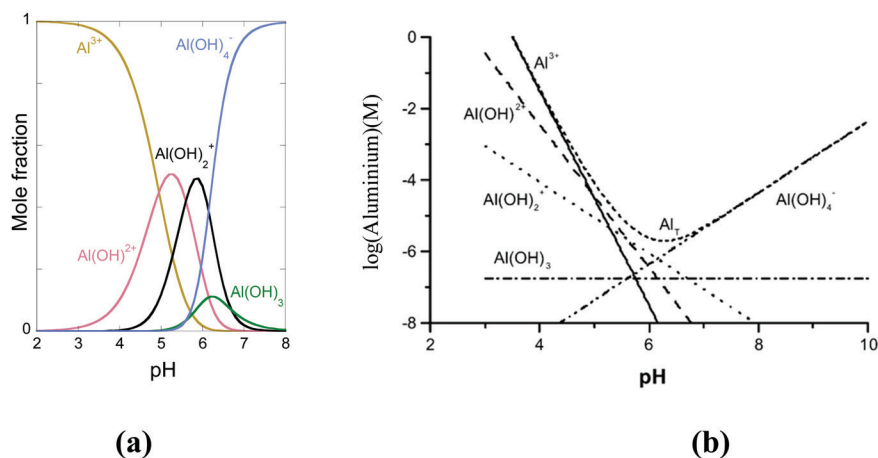 1
Al³⁺
Al(OH)₄⁻
Al(OH)₂⁺
Al(OH)²⁺
Al(OH)₃
Mole fraction
0
2 3 4 5 6 7 8
pH
(a)
0
-2
-4
-6
-8
log(Aluminium)(M)
Al³⁺
Al(OH)²⁺
Al(OH)₂⁺
Al(OH)₄⁻
Al_T
Al(OH)₃
2 4 6 8 10
pH
(b)